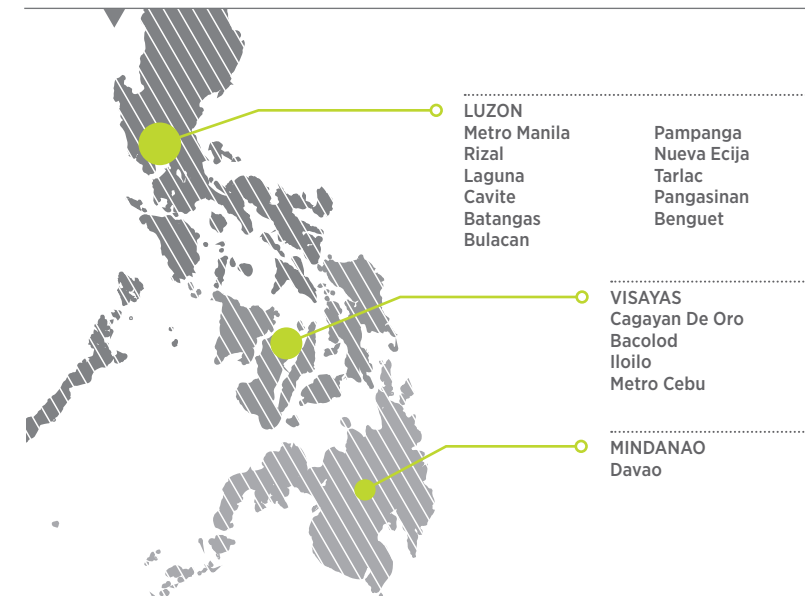 LUZON
Metro Manila
Rizal
Laguna
Cavite
Batangas
Bulacan
Pampanga
Nueva Ecija
Tarlac
Pangasinan
Benguet
VISAYAS
Cagayan De Oro
Bacolod
Iloilo
Metro Cebu
MINDANAO
Davao